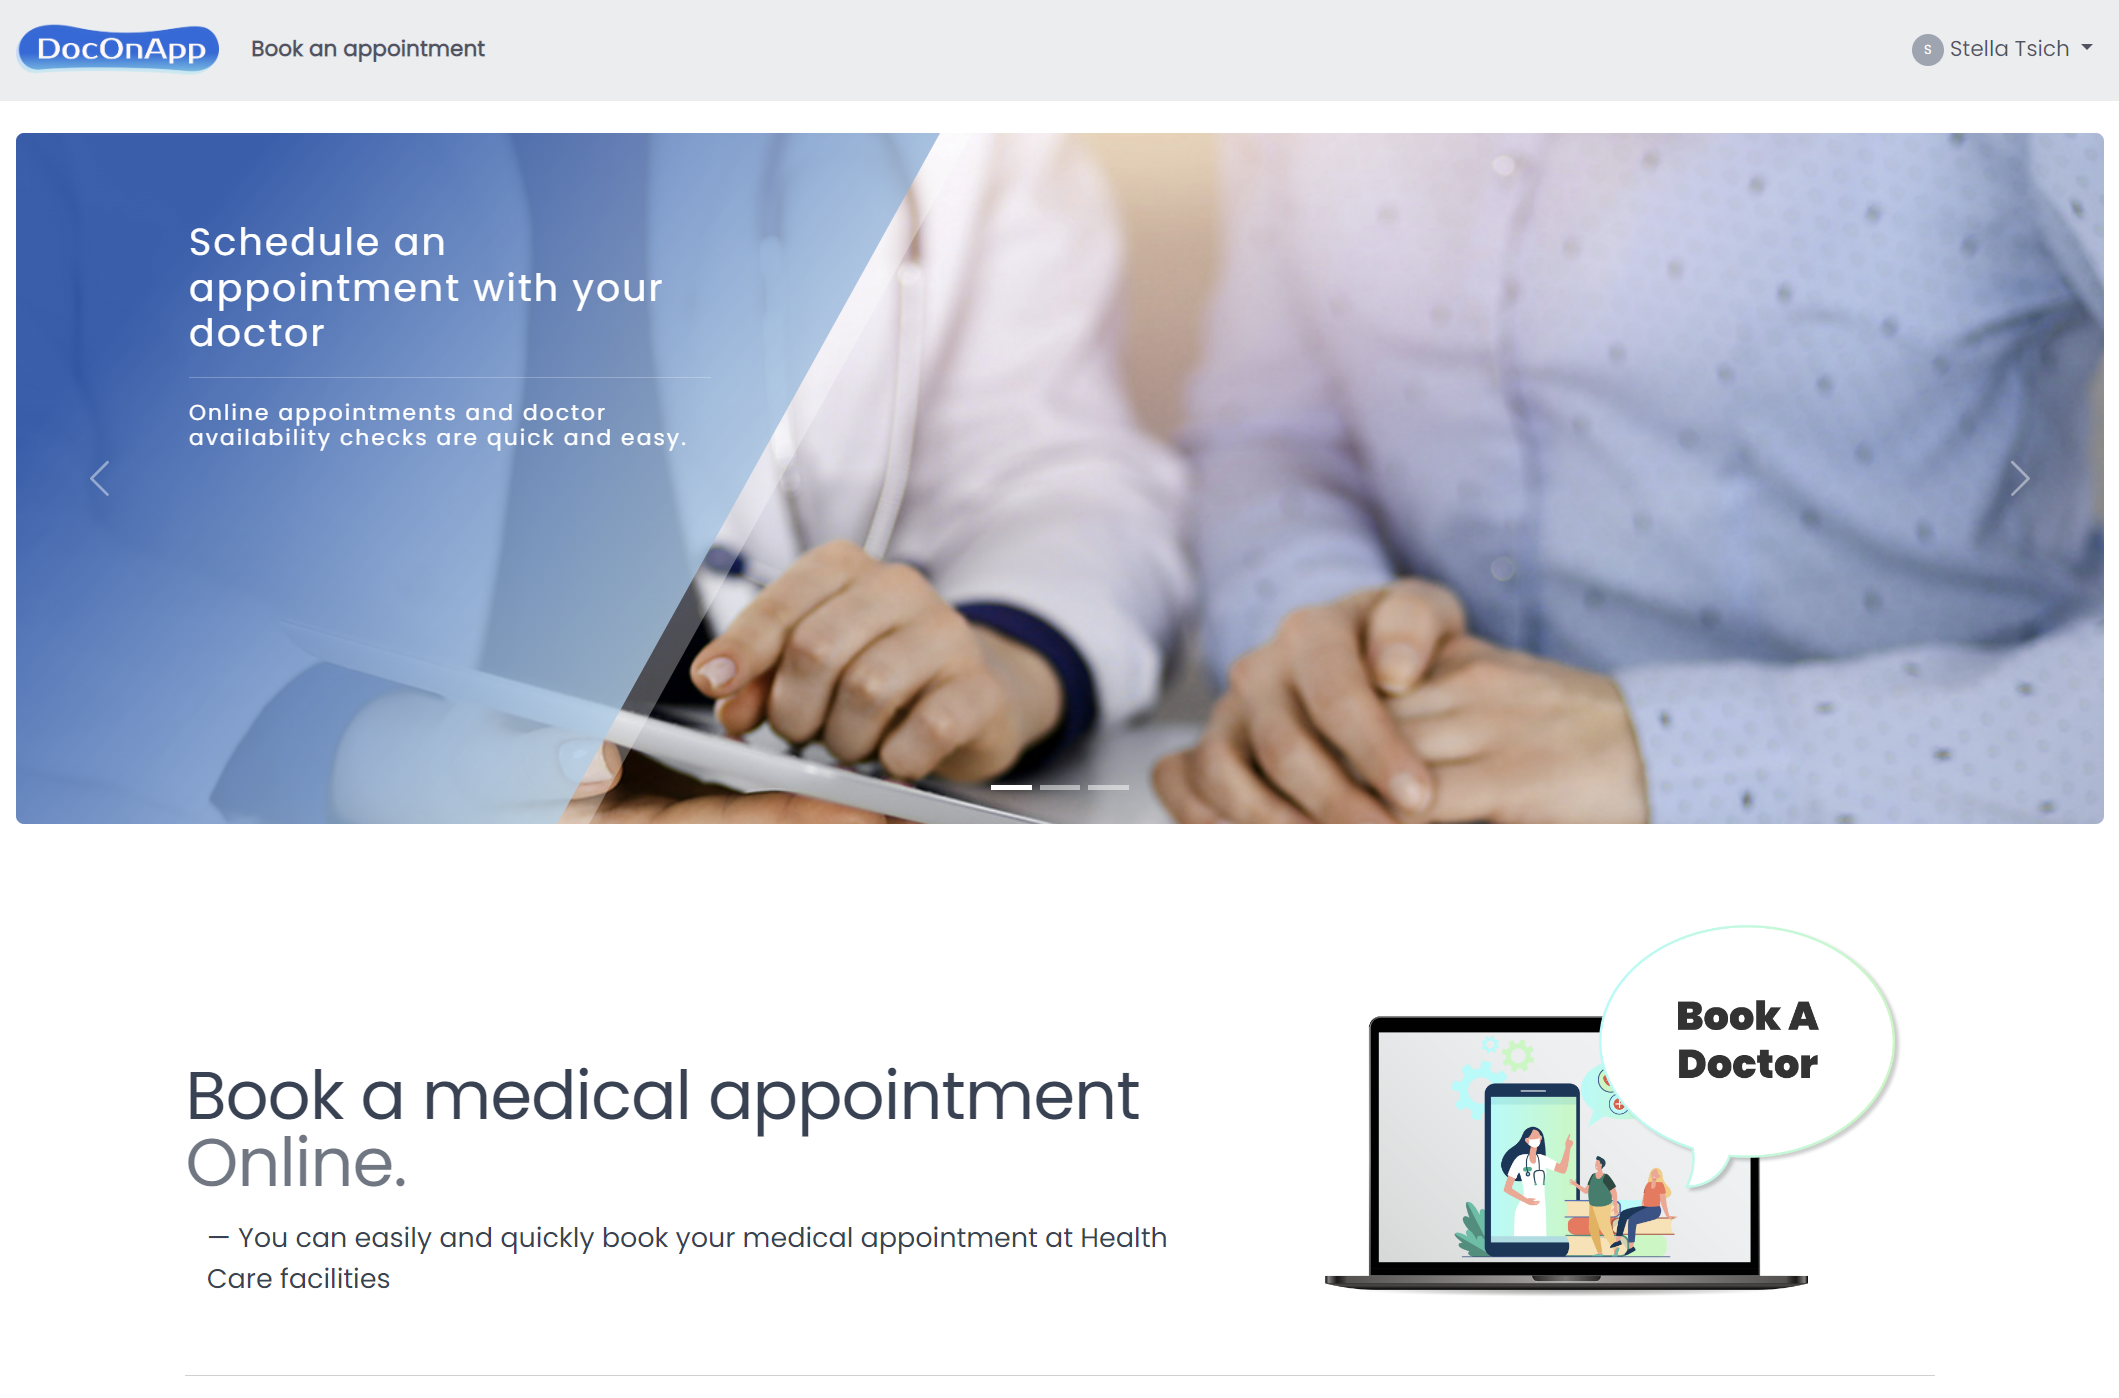 DocOnApp
Book an appointment
S
Stella Tsich
Schedule an
appointment with your
doctor
Online appointments and doctor
availability checks are quick and easy.
Book A
Doctor
Book a medical appointment
Online.
— You can easily and quickly book your medical appointment at Health
Care facilities